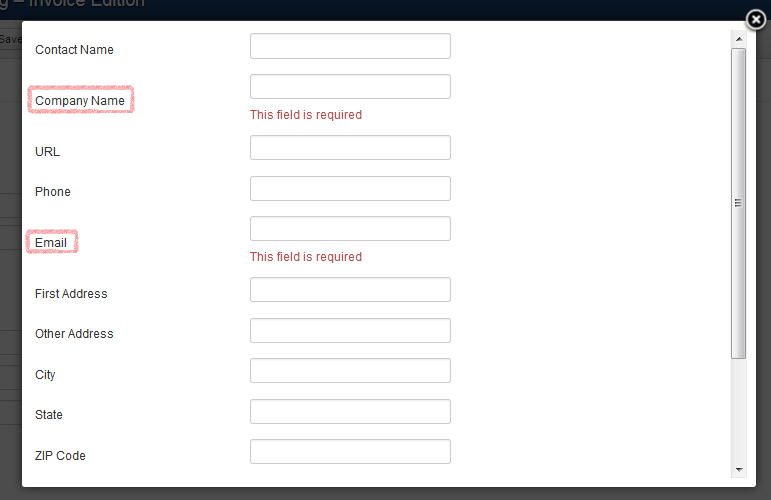 – Invoice Edition
Save
Contact Name
Company Name
This field is required
URL
Phone
Email
This field is required
First Address
Other Address
City
State
ZIP Code